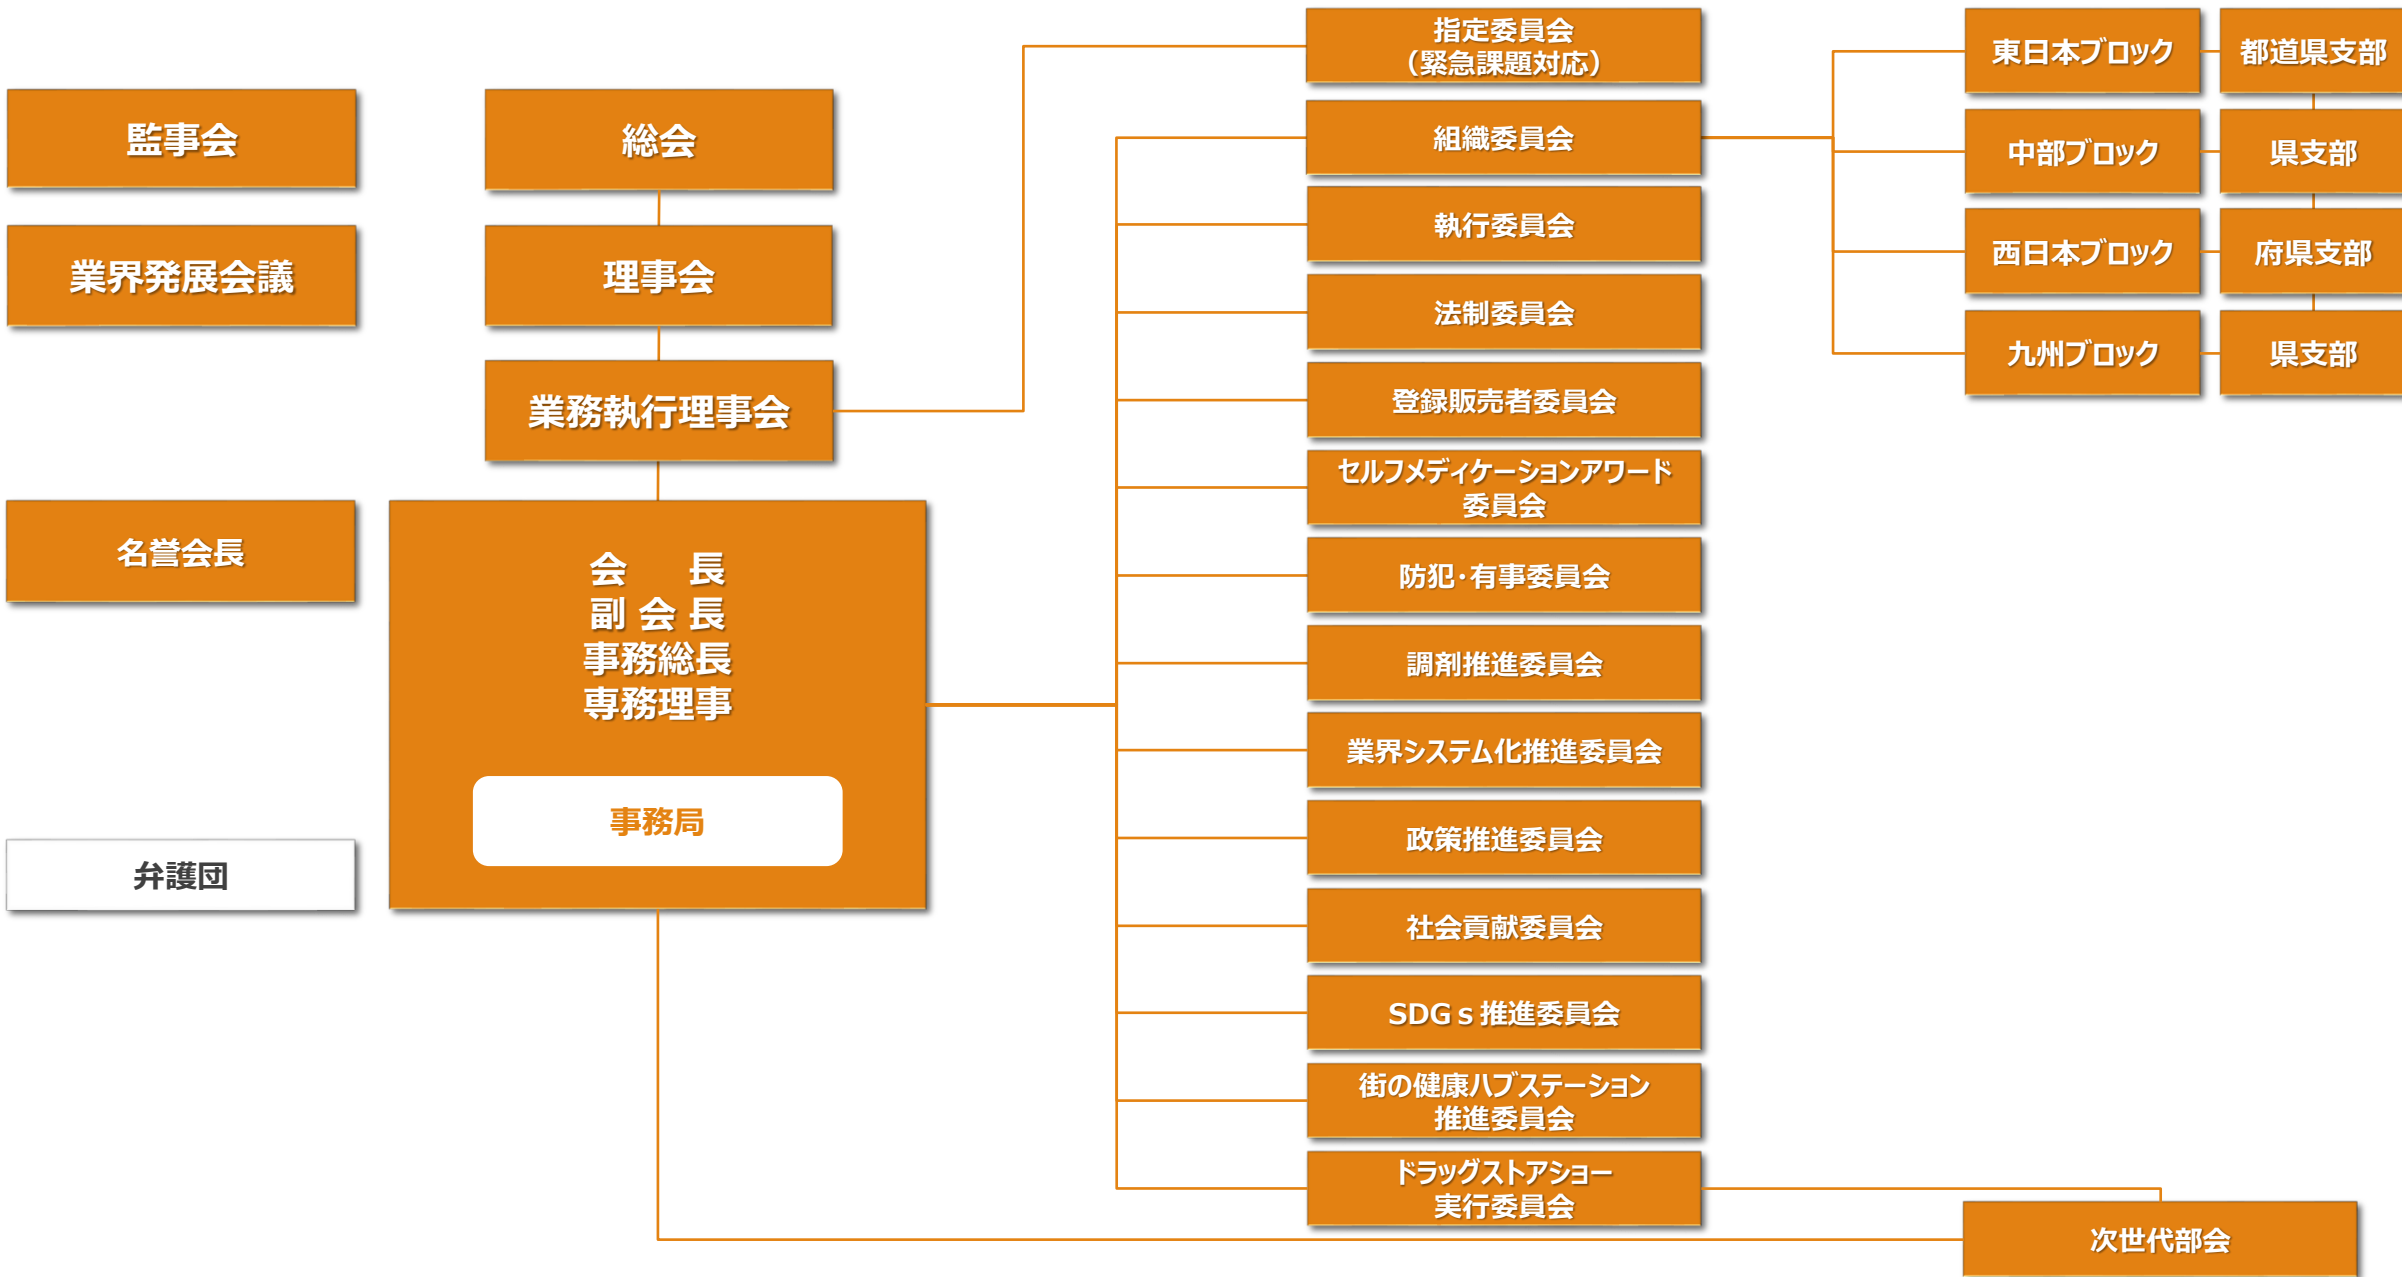 監事会
業界発展会議
名誉会長
弁護団
総会
理事会
業務執行理事会
会　長
副 会 長
事務総長
専務理事
事務局
指定委員会
（緊急課題対応）
組織委員会
執行委員会
法制委員会
登録販売者委員会
セルフメディケーションアワード
委員会
防犯・有事委員会
調剤推進委員会
業界システム化推進委員会
政策推進委員会
社会貢献委員会
SDGｓ推進委員会
街の健康ハブステーション
推進委員会
ドラッグストアショー
実行委員会
東日本ブロック
都道県支部
中部ブロック
県支部
西日本ブロック
府県支部
九州ブロック
県支部
次世代部会